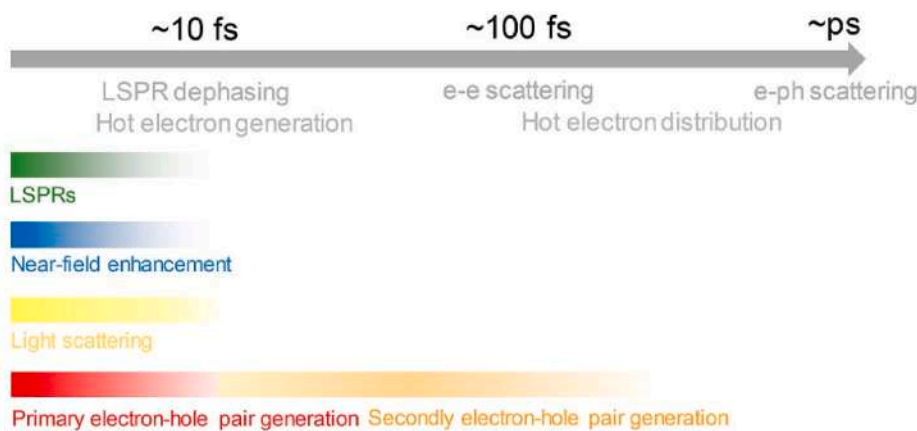 ~10 fs ~100 fs ~ps
LSPR dephasing e-e scattering e-ph scattering
Hot electron generation Hot electron distribution
LSPRs
Near-field enhancement
Light scattering
Primary electron-hole pair generation Secondly electron-hole pair generation